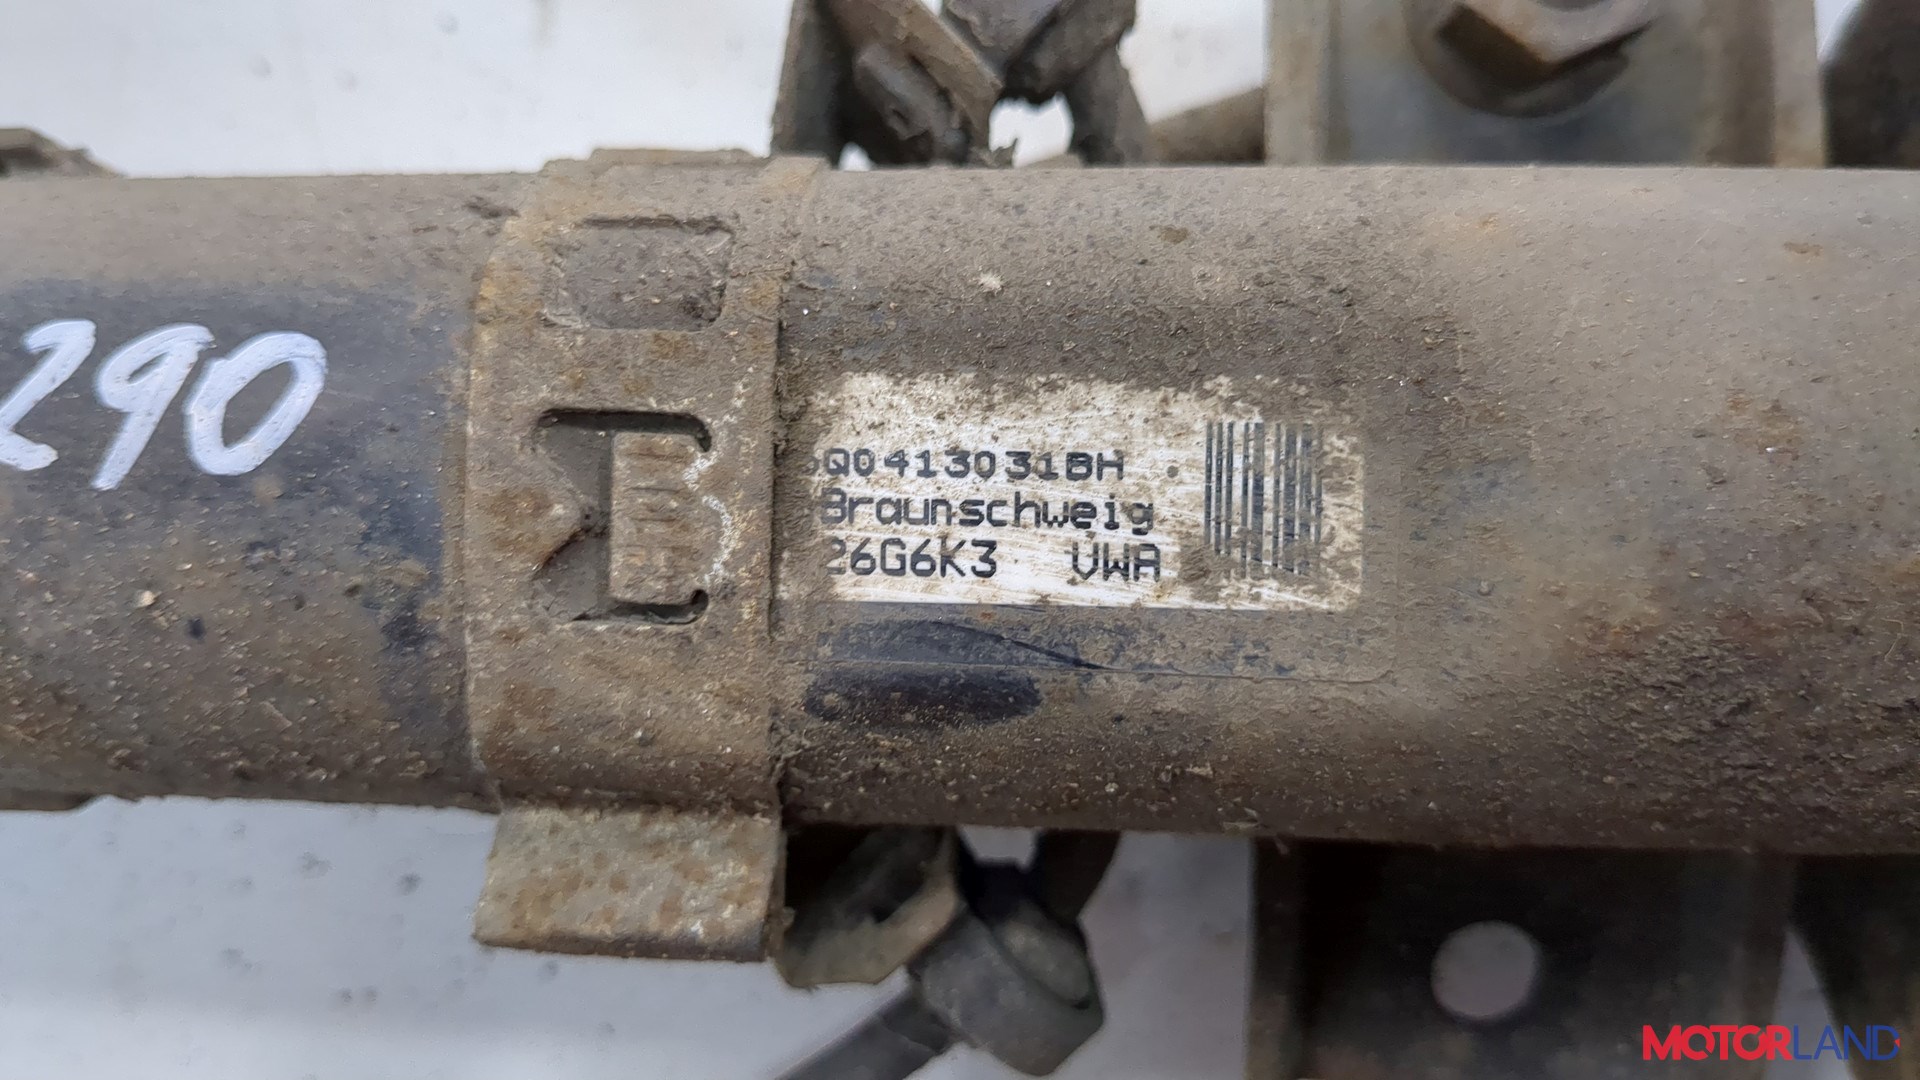 290
Q0413031BH
Braunschweig
26G6K3 VWA
MOTORLAND